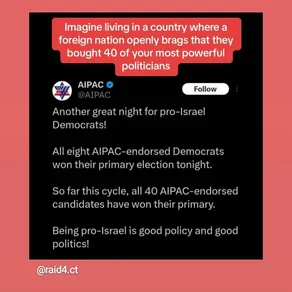 Imagine living in a country where a
foreign nation openly brags that they
bought 40 of your most powerful
politicians
AIPAC
@AIPAC
Follow
Another great night for pro-Israel
Democrats!
All eight AIPAC-endorsed Democrats
won their primary election tonight.
So far this cycle, all 40 AIPAC-endorsed
candidates have won their primary.
Being pro-Israel is good policy and good
politics!
@raid4.ct